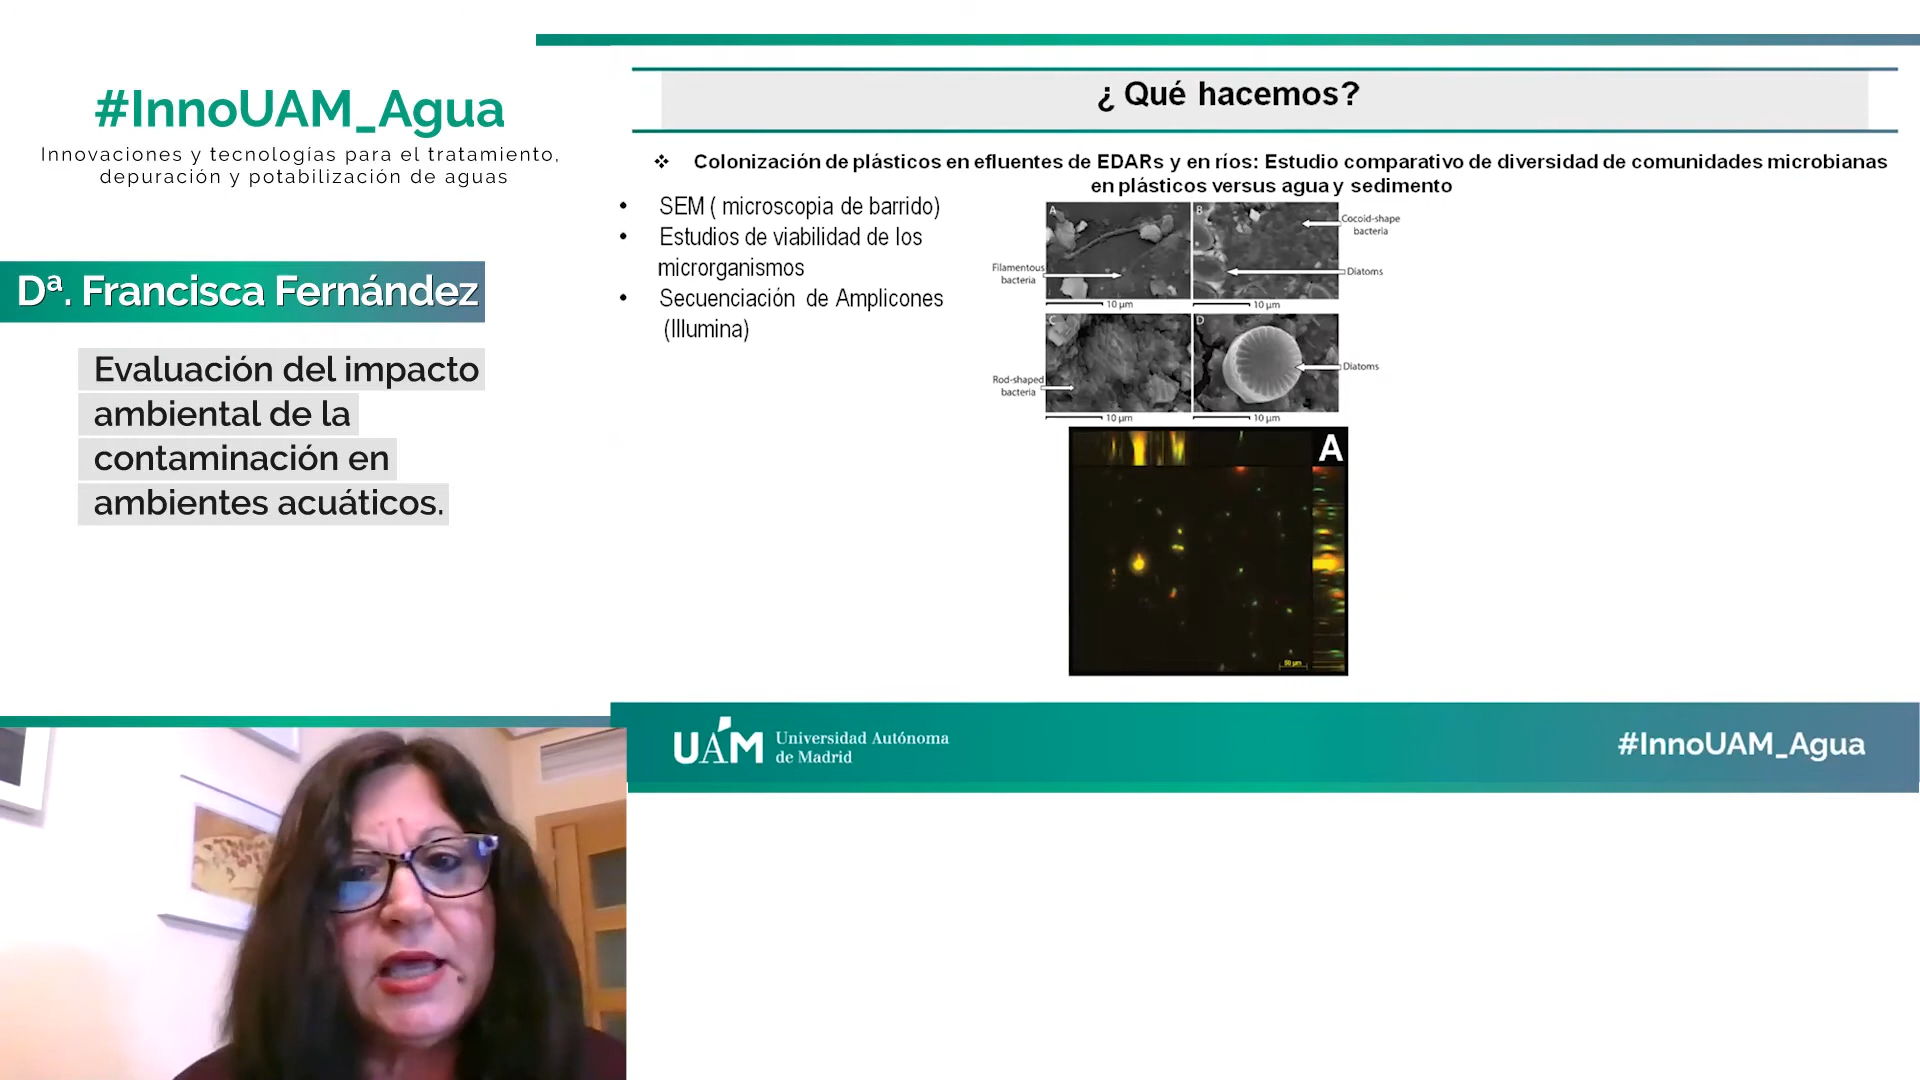 #InnoUAM_Agua
Innovaciones y tecnologías para el tratamiento,
depuración y potabilización de aguas
Dª. Francisca Fernández
Evaluación del impacto
ambiental de la
contaminación en
ambientes acuáticos.
¿ Qué hacemos?
❖ Colonización de plásticos en efluentes de EDARs y en ríos: Estudio comparativo de diversidad de comunidades microbianas
en plásticos versus agua y sedimento
• SEM ( microscopia de barrido)
• Estudios de viabilidad de los
microrganismos
• Secuenciación de Amplicones
(Illumina)
A
B
Cocoid-shape
bacteria
Filamentous
bacteria
Diatoms
10 µm
10 µm
C
D
Rod-shaped
bacteria
Diatoms
10 µm
10 µm
A
50 µm
UAM Universidad Autónoma
de Madrid
#InnoUAM_Agua